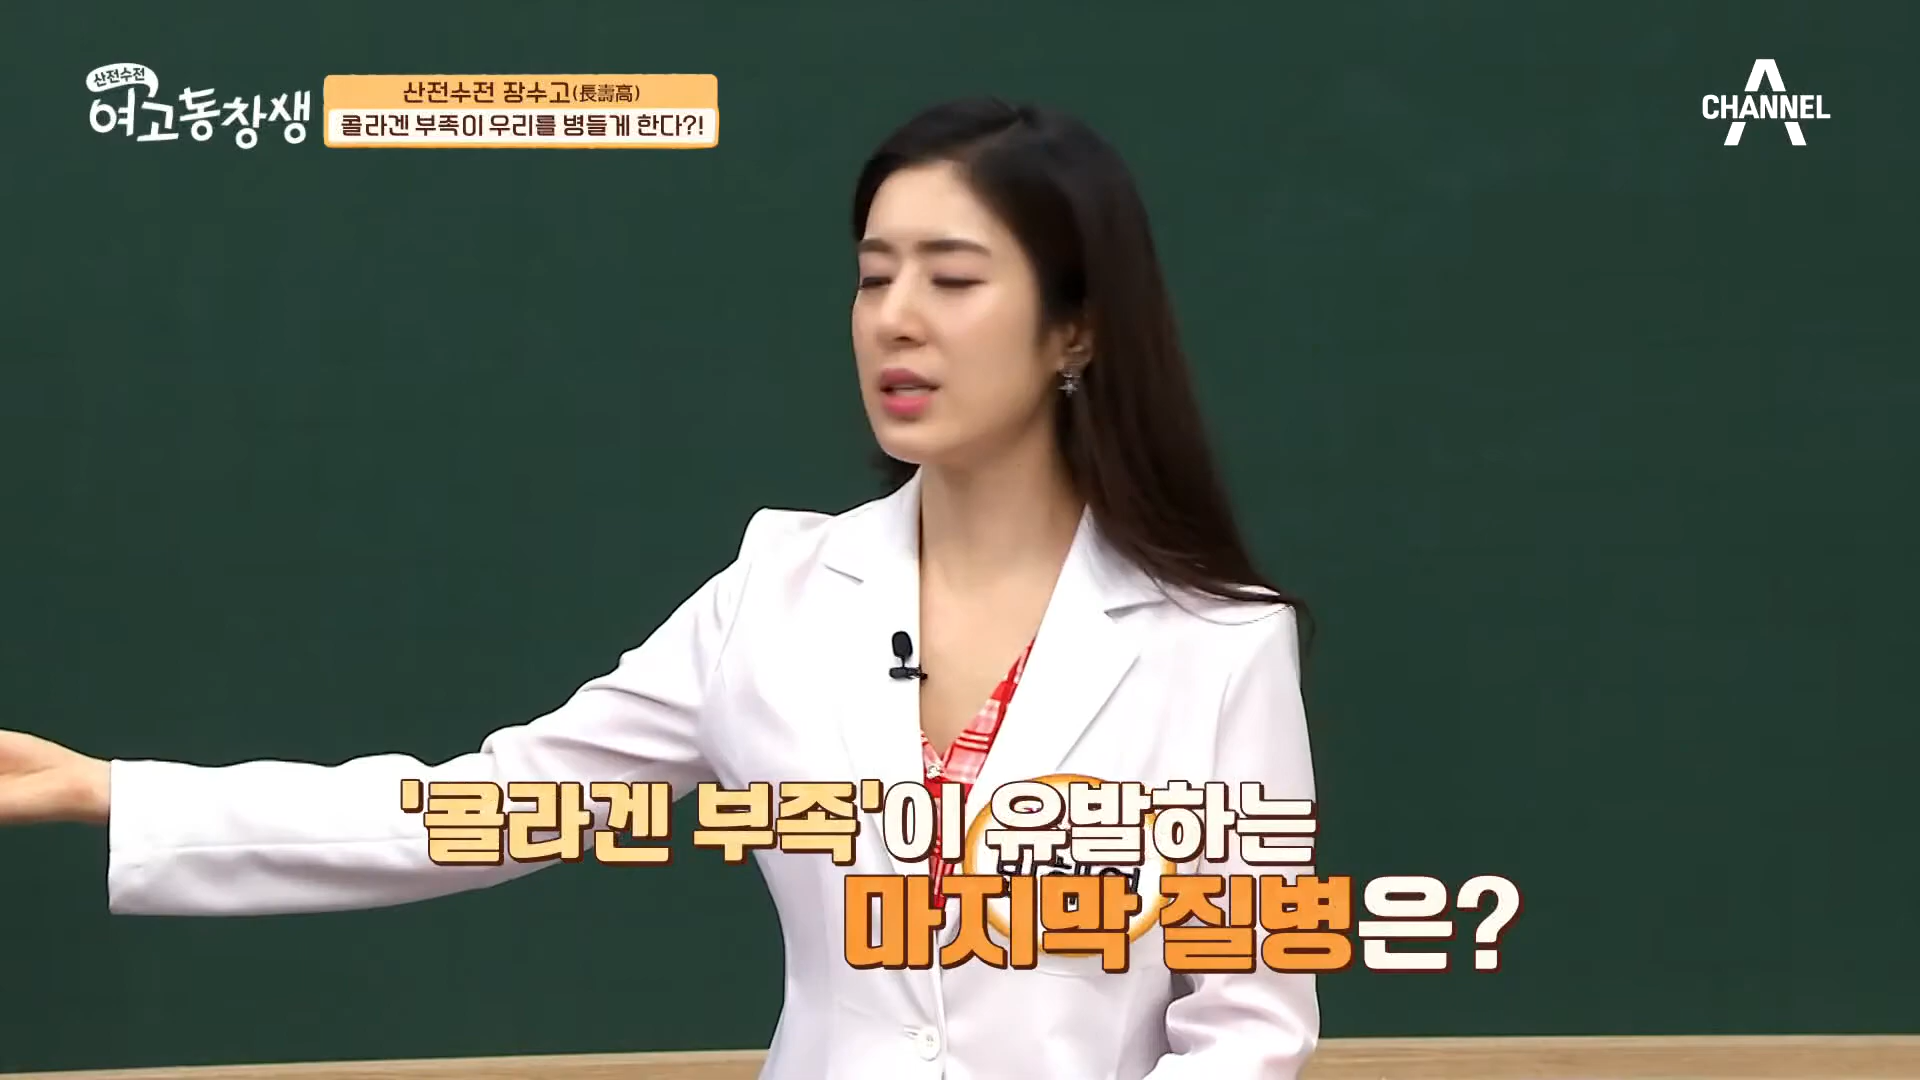 산전수전
여고동창생
산전수전 장수고(長壽高)
콜라겐 부족이 우리를 병들게 한다?!
CHANNEL A
'콜라겐 부족'이 유발하는
마지막 질병은?